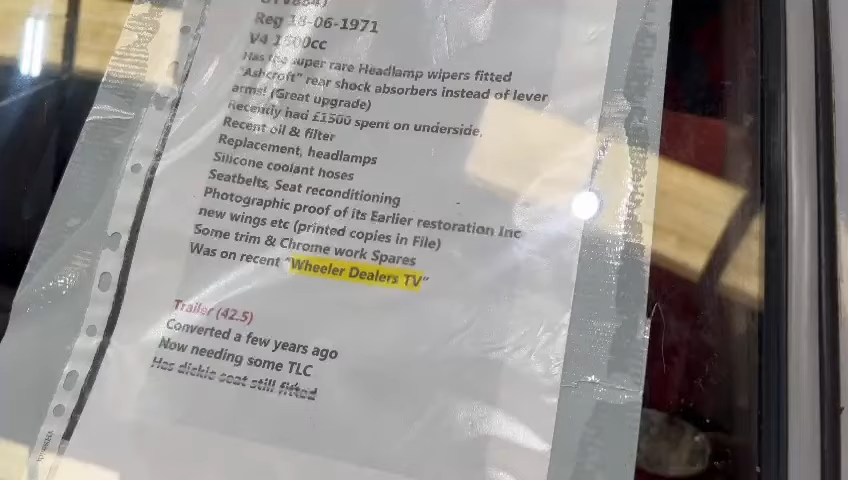 Reg 18-06-1971
V4 1500cc
Has the super rare Headlamp wipers fitted
"Ashcroft" rear shock absorbers instead of lever
arms! (Great upgrade)
Recently had £1500 spent on underside,
Recent oil & filter
Replacement, headlamps
Silicone coolant hoses
Seatbelts, Seat reconditioning
Photographic proof of its Earlier restoration Inc
new wings etc (printed copies in File)
Some trim & Chrome work Spares
Was on recent "Wheeler Dealers TV"
Trailer (42.5)
Converted a few years ago
Now needing some TLC
Has dickie seat still fitted